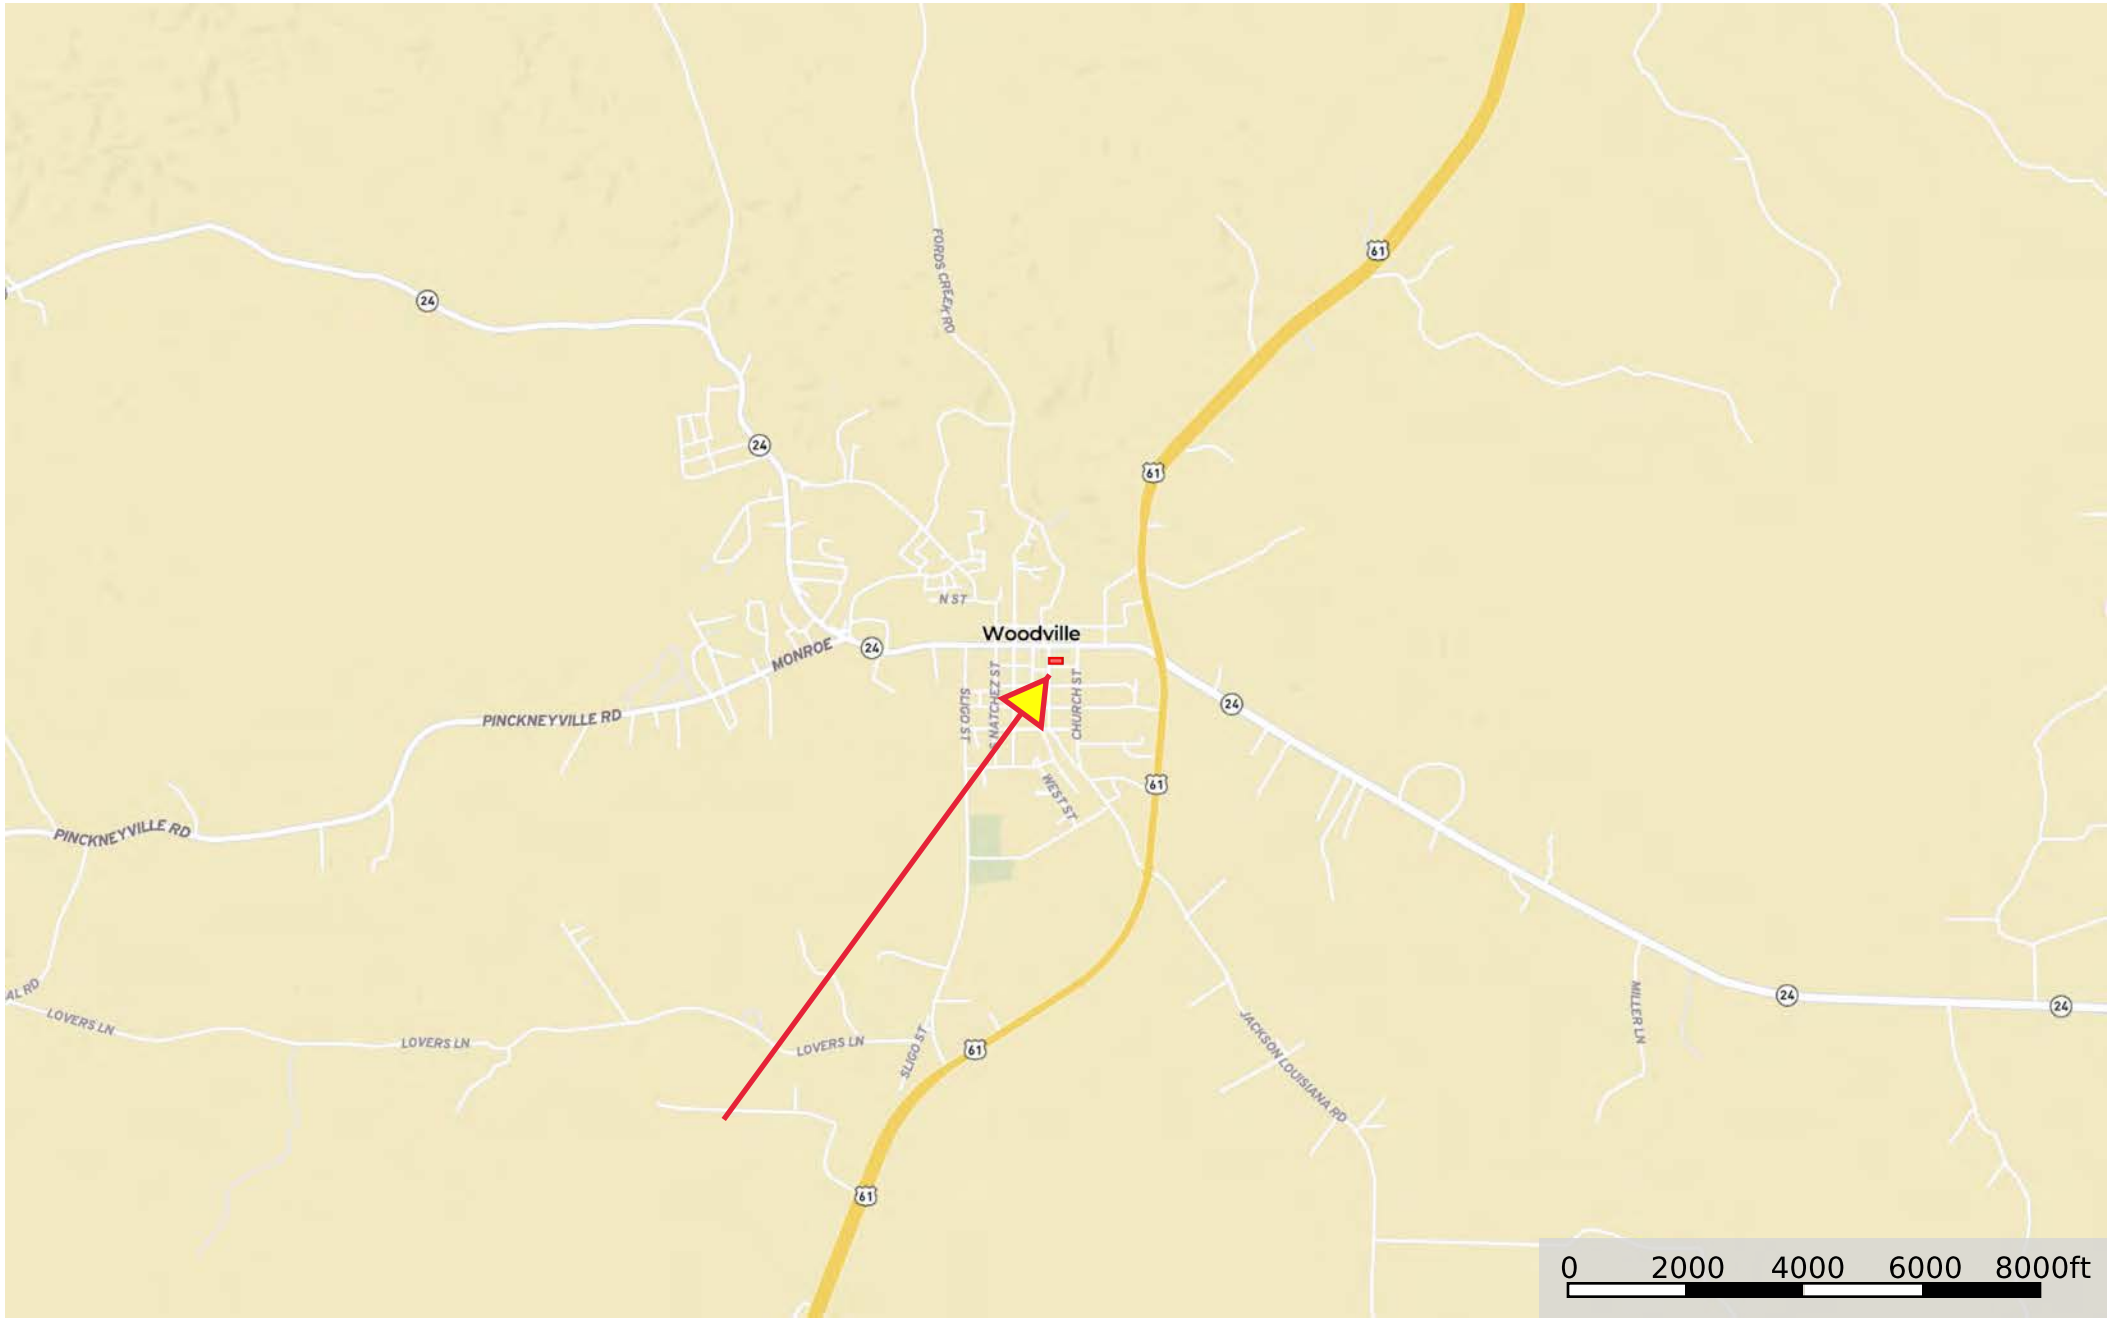 61
FORDS CREEK RD
24
24
61
N ST
Woodville
24
MONROE
PINCKNEYVILLE RD
SLIGO ST
S NATCHEZ ST
CHURCH ST
24
61
WEST ST
PINCKNEYVILLE RD
AL RD
LOVERS LN
LOVERS LN
LOVERS LN
SLIGO ST
61
JACKSON LOUISIANA RD
MILLER LN
24
24
61
0 2000 4000 6000 8000ft